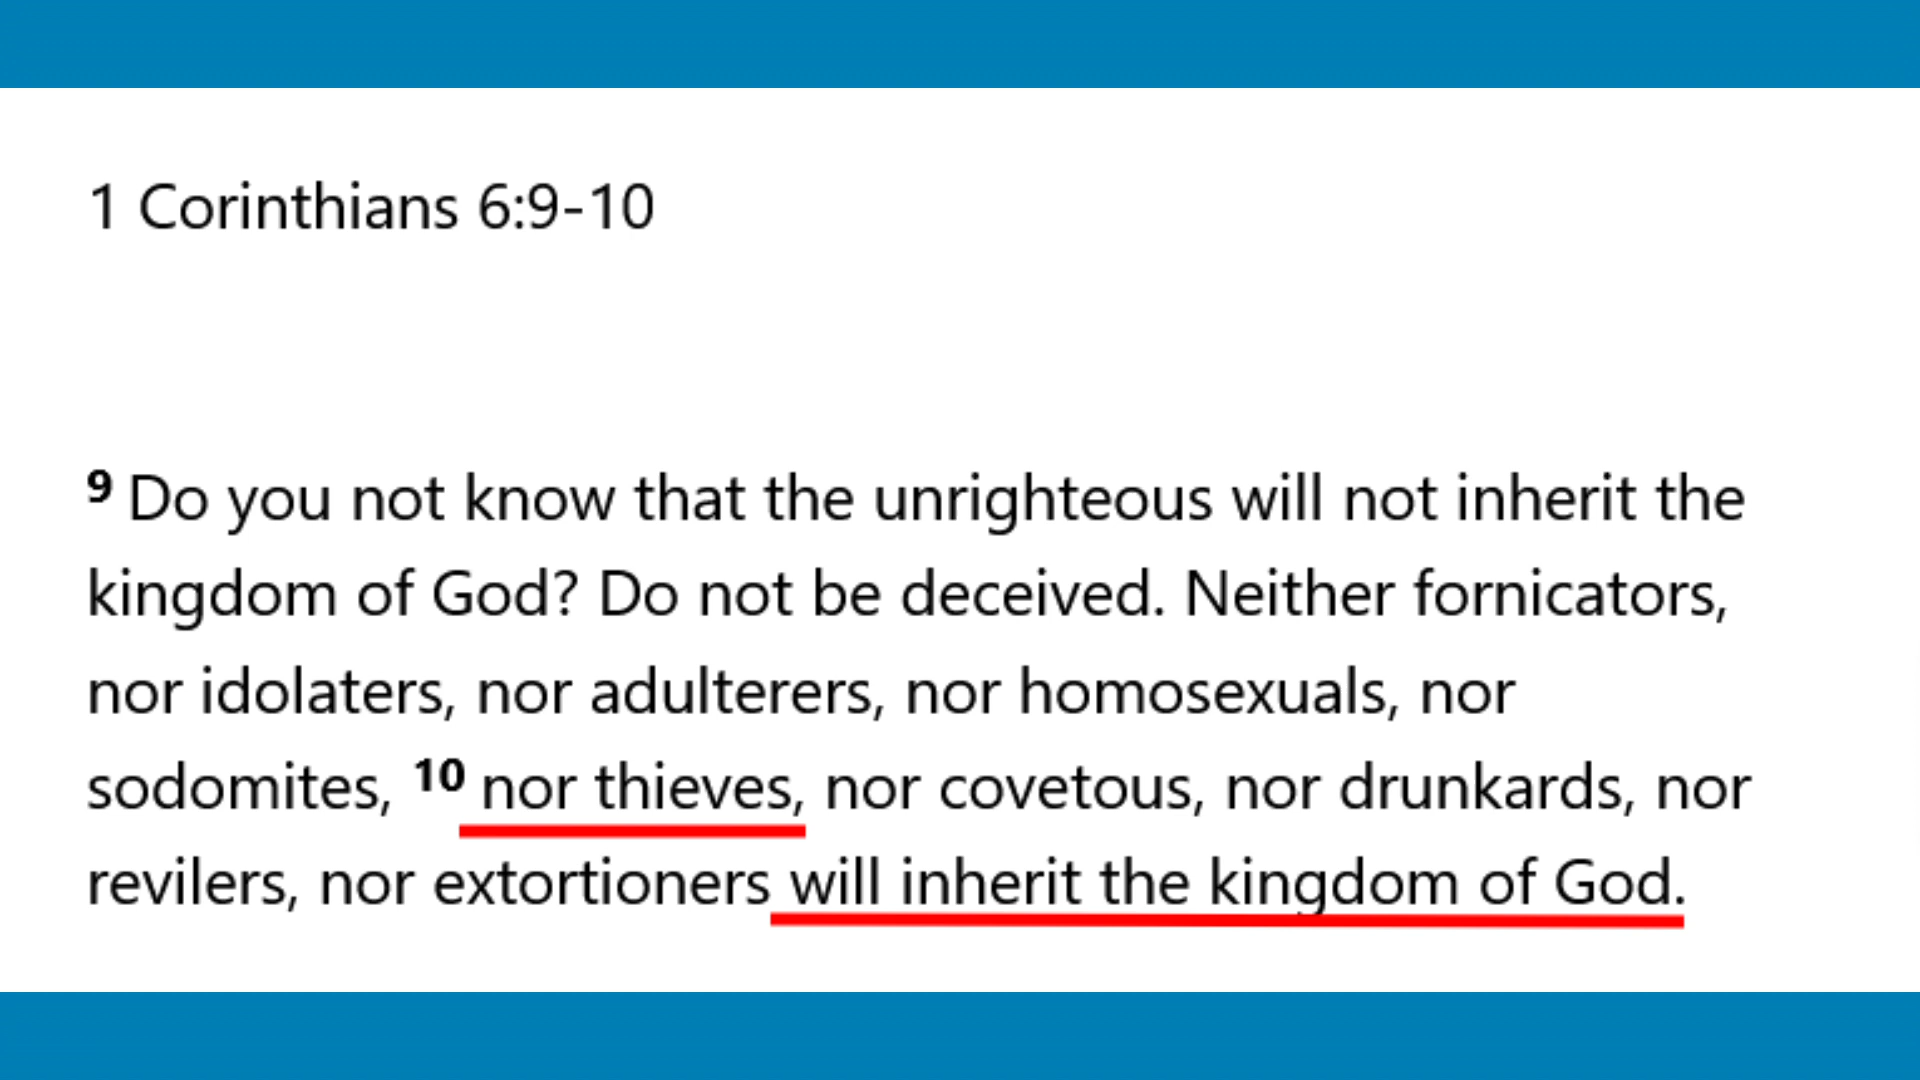 1 Corinthians 6:9-10
9 Do you not know that the unrighteous will not inherit the
kingdom of God? Do not be deceived. Neither fornicators,
nor idolaters, nor adulterers, nor homosexuals, nor
sodomites, 10 nor thieves, nor covetous, nor drunkards, nor
revilers, nor extortioners will inherit the kingdom of God.